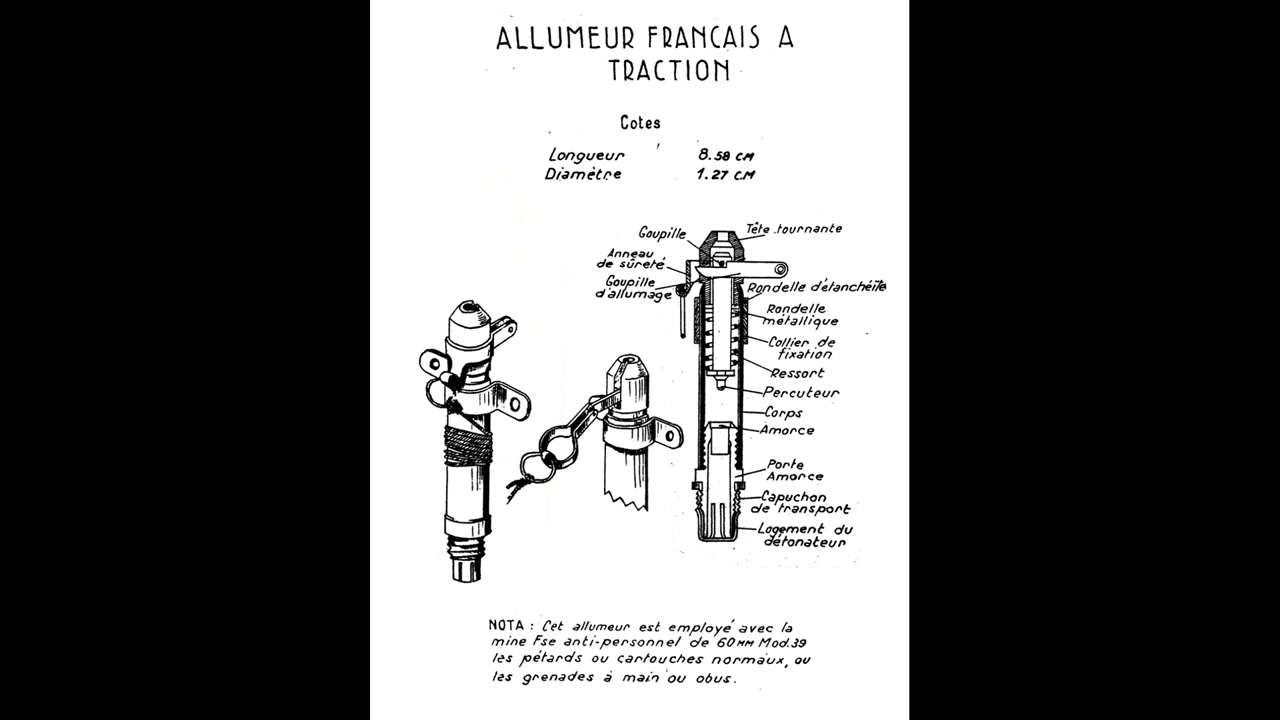 ALLUMEUR FRANCAIS A
TRACTION
Cotes
Longueur 8.58 CM
Diamètre 1.27 CM
Goupille
Tête tournante
Anneau
de sûreté
Goupille
d'allumage
Rondelle d'étanchéité
Rondelle
métallique
Collier de
fixation
Ressort
Percuteur
Corps
Amorce
Porte
Amorce
Capuchon
de transport
Logement du
détonateur
NOTA : Cet allumeur est employé avec la
mine Fse anti-personnel de 60MM Mod.39
les pétards ou cartouches normaux, ou
les grenades à main ou obus.